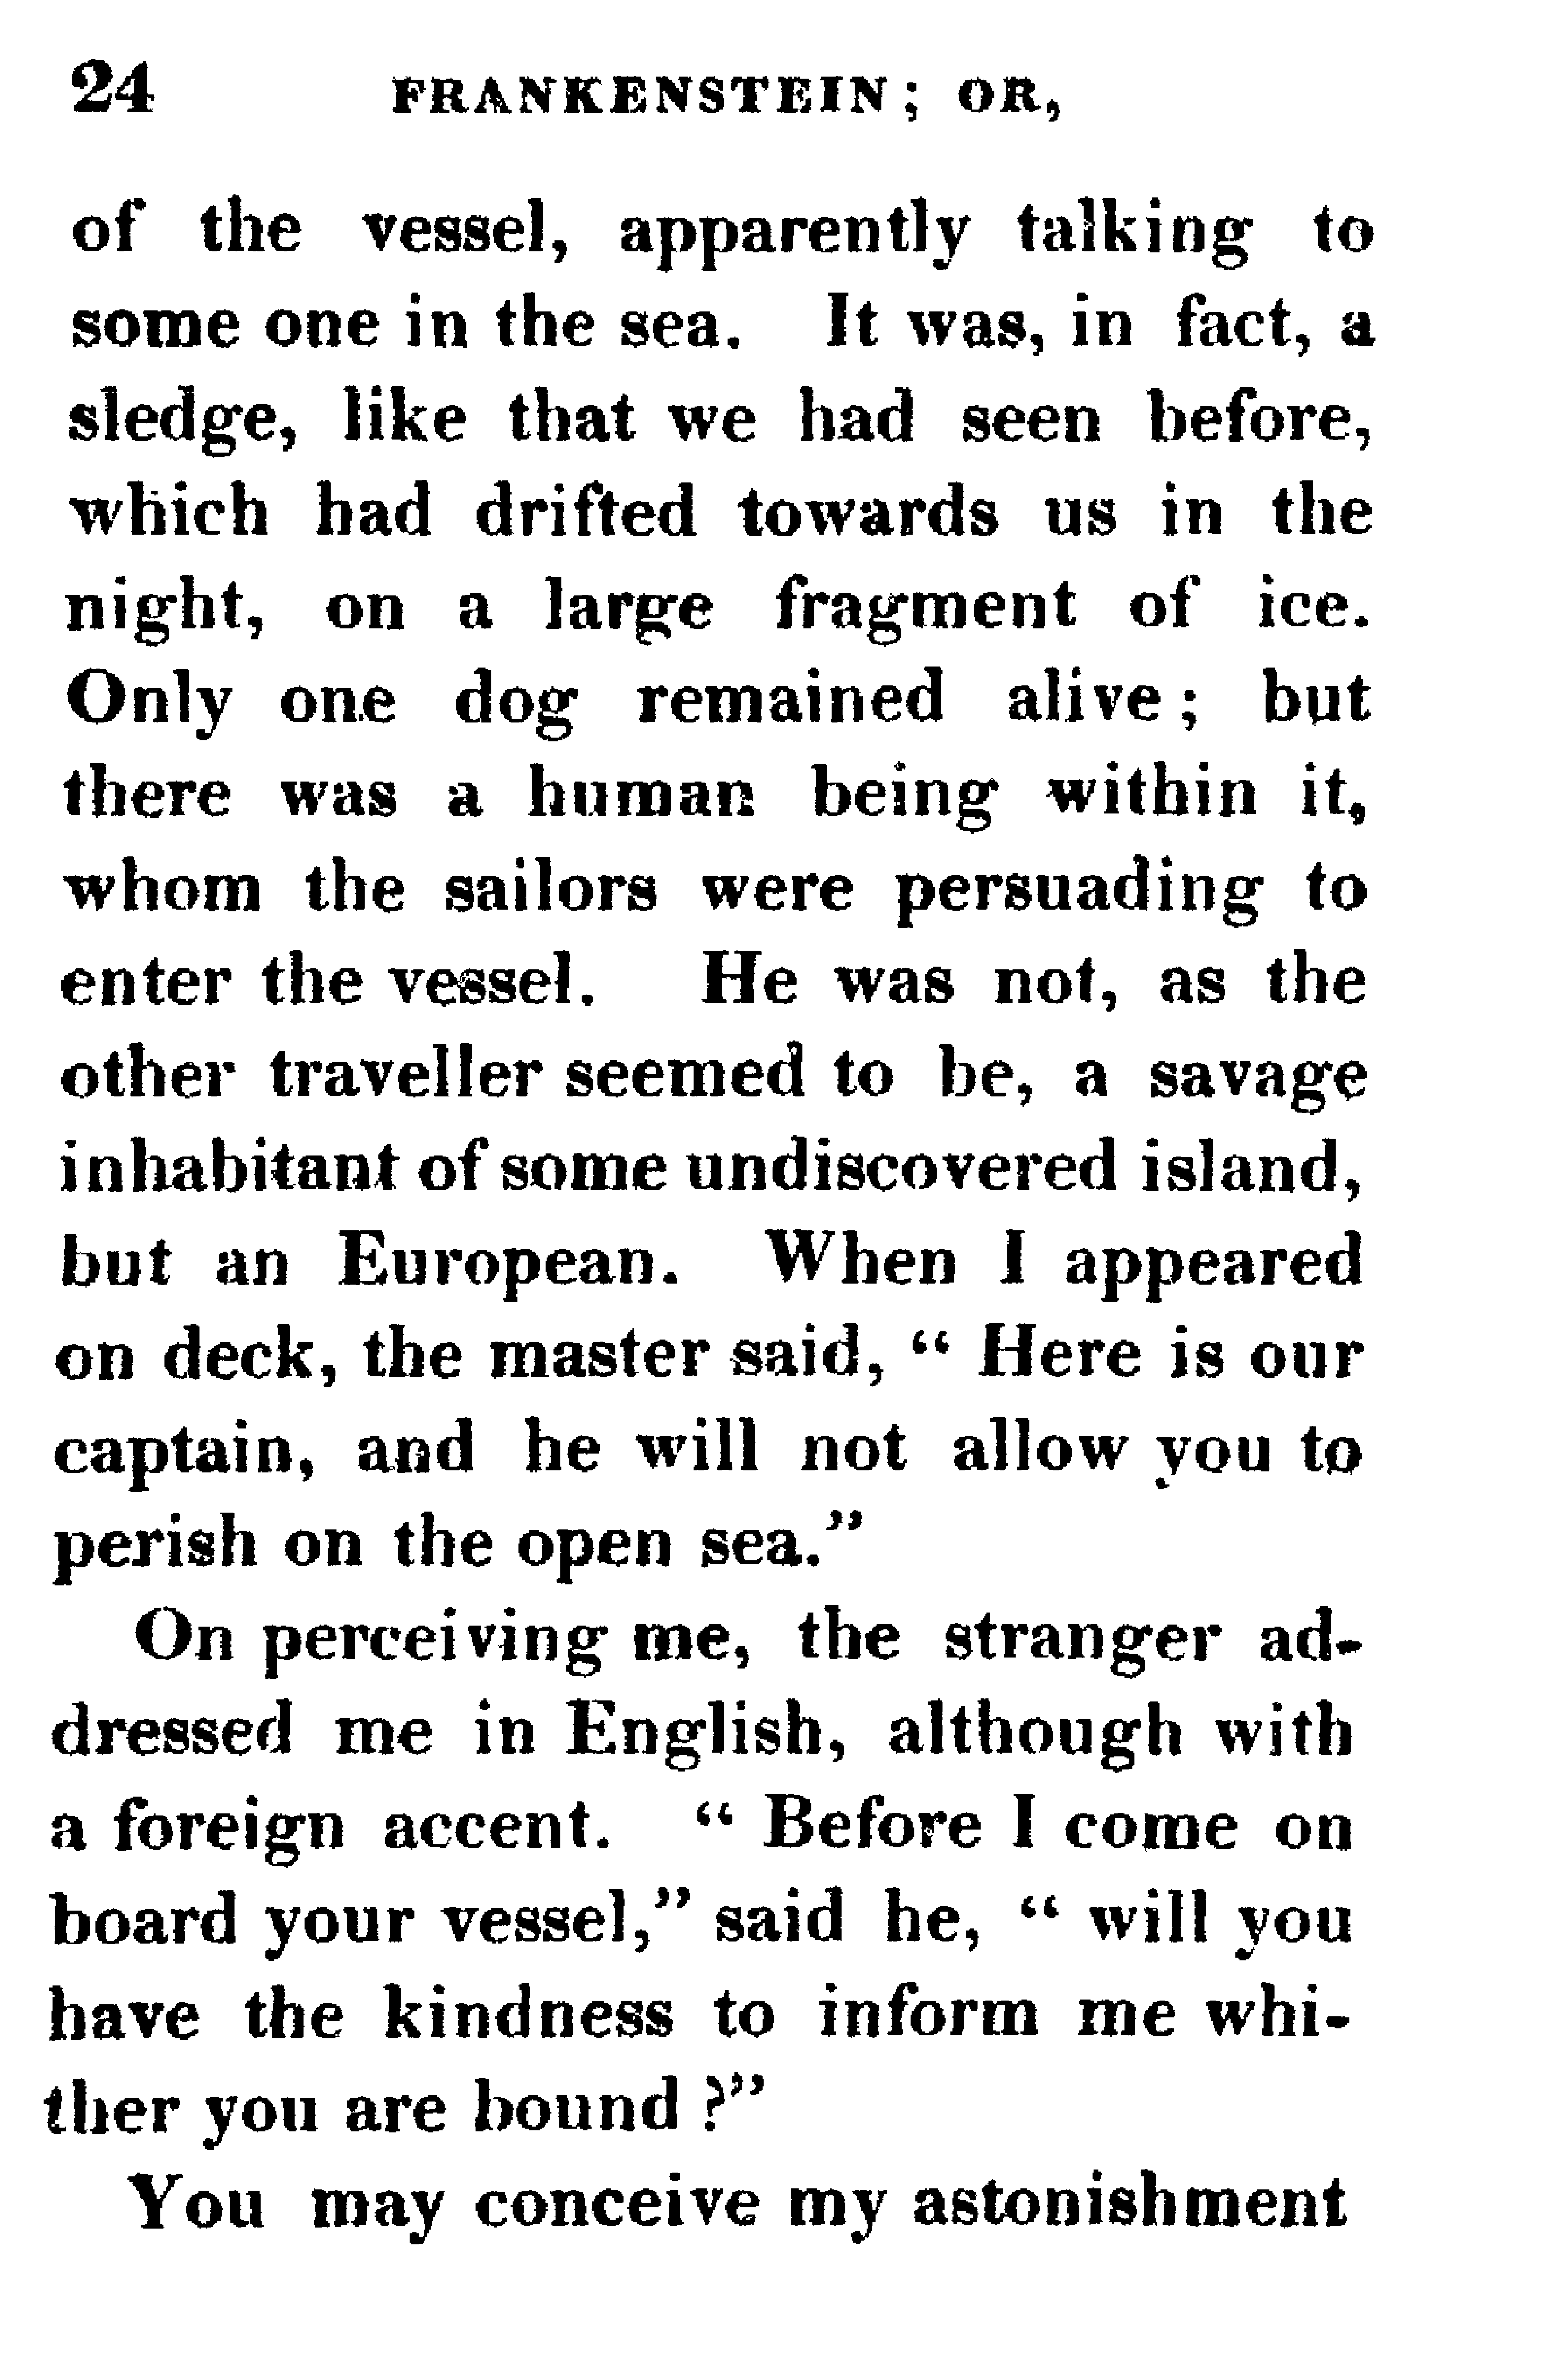 24 FRANKENSTEIN; OR,
of the vessel, apparently talking to
some one in the sea. It was, in fact, a
sledge, like that we had seen before,
which had drifted towards us in the
night, on a large fragment of ice.
Only one dog remained alive; but
there was a human being within it,
whom the sailors were persuading to
enter the vessel. He was not, as the
other traveller seemed to be, a savage
inhabitant of some undiscovered island,
but an European. When I appeared
on deck, the master said, “ Here is our
captain, and he will not allow you to
perish on the open sea.”
On perceiving me, the stranger ad-
dressed me in English, although with
a foreign accent. “ Before I come on
board your vessel,” said he, “ will you
have the kindness to inform me whi-
ther you are bound ?”
You may conceive my astonishment